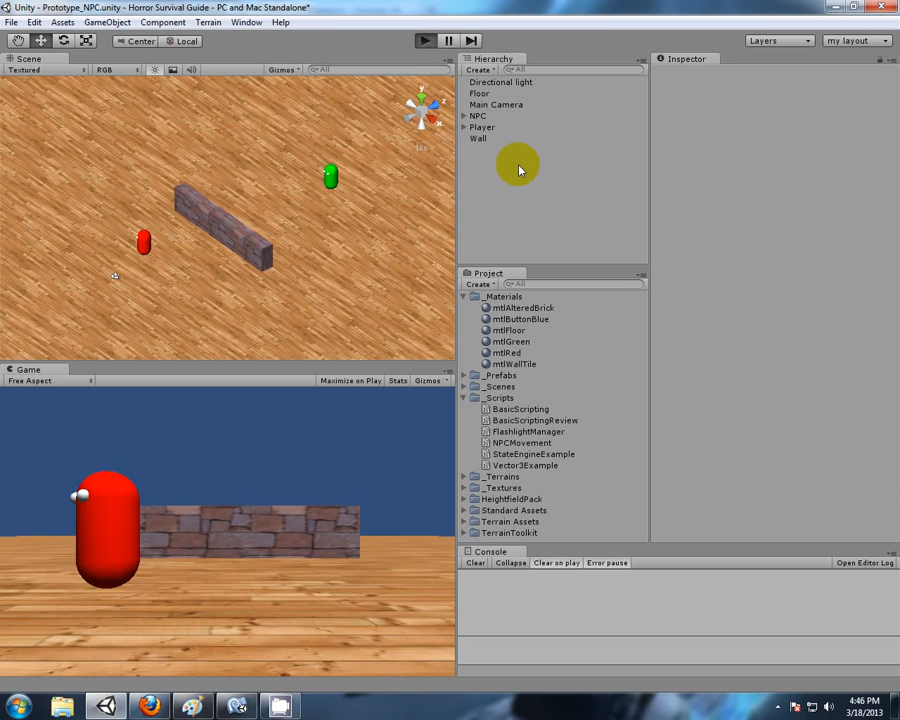 Unity - Prototype_NPC.unity - Horror Survival Guide - PC and Mac Standalone*
File Edit Assets GameObject Component Terrain Window Help
Center Local Layers my layout
Scene
Textured RGB Gizmos All
y
z
x
Iso
Game
Free Aspect Maximize on Play Stats Gizmos
Hierarchy
Create All
Directional light
Floor
Main Camera
NPC
Player
Wall
Project
Create All
_Materials
mtlAlteredBrick
mtlButtonBlue
mtlFloor
mtlGreen
mtlRed
mtlWallTile
_Prefabs
_Scenes
_Scripts
BasicScripting
BasicScriptingReview
FlashlightManager
NPCMovement
StateEngineExample
Vector3Example
_Terrains
_Textures
HeightfieldPack
Standard Assets
Terrain Assets
TerrainToolkit
Console
Clear Collapse Clear on play Error pause Open Editor Log
Inspector
4:46 PM
3/18/2013